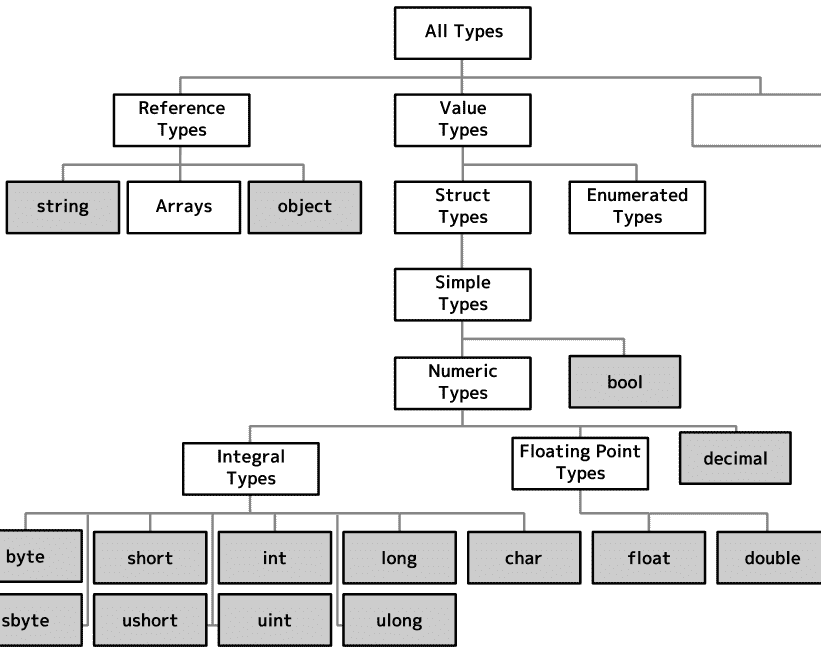 All Types
Reference
Types
Value
Types
string
Arrays
object
Struct
Types
Enumerated
Types
Simple
Types
Numeric
Types
bool
Integral
Types
Floating Point
Types
decimal
byte
short
int
long
char
float
double
sbyte
ushort
uint
ulong